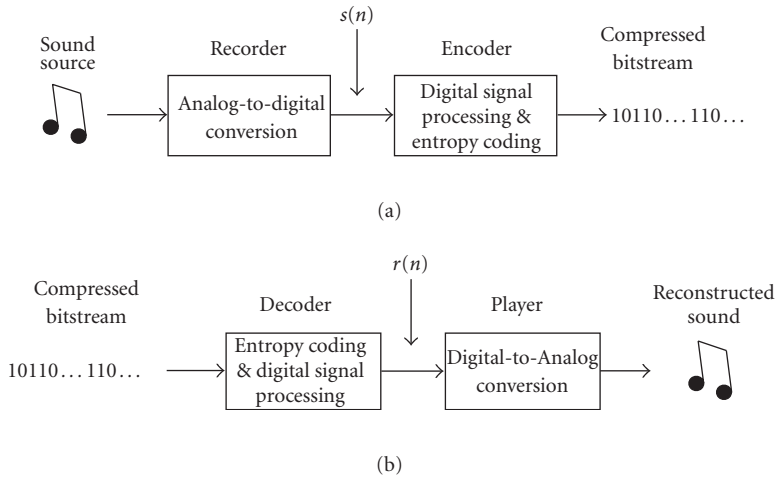 s(n)
Sound
source
Recorder
Encoder
Compressed
bitstream
Analog-to-digital
conversion
Digital signal
processing &
entropy coding
10110...110...
(a)
r(n)
Compressed
bitstream
Decoder
Player
Reconstructed
sound
10110...110...
Entropy coding
& digital signal
processing
Digital-to-Analog
conversion
(b)